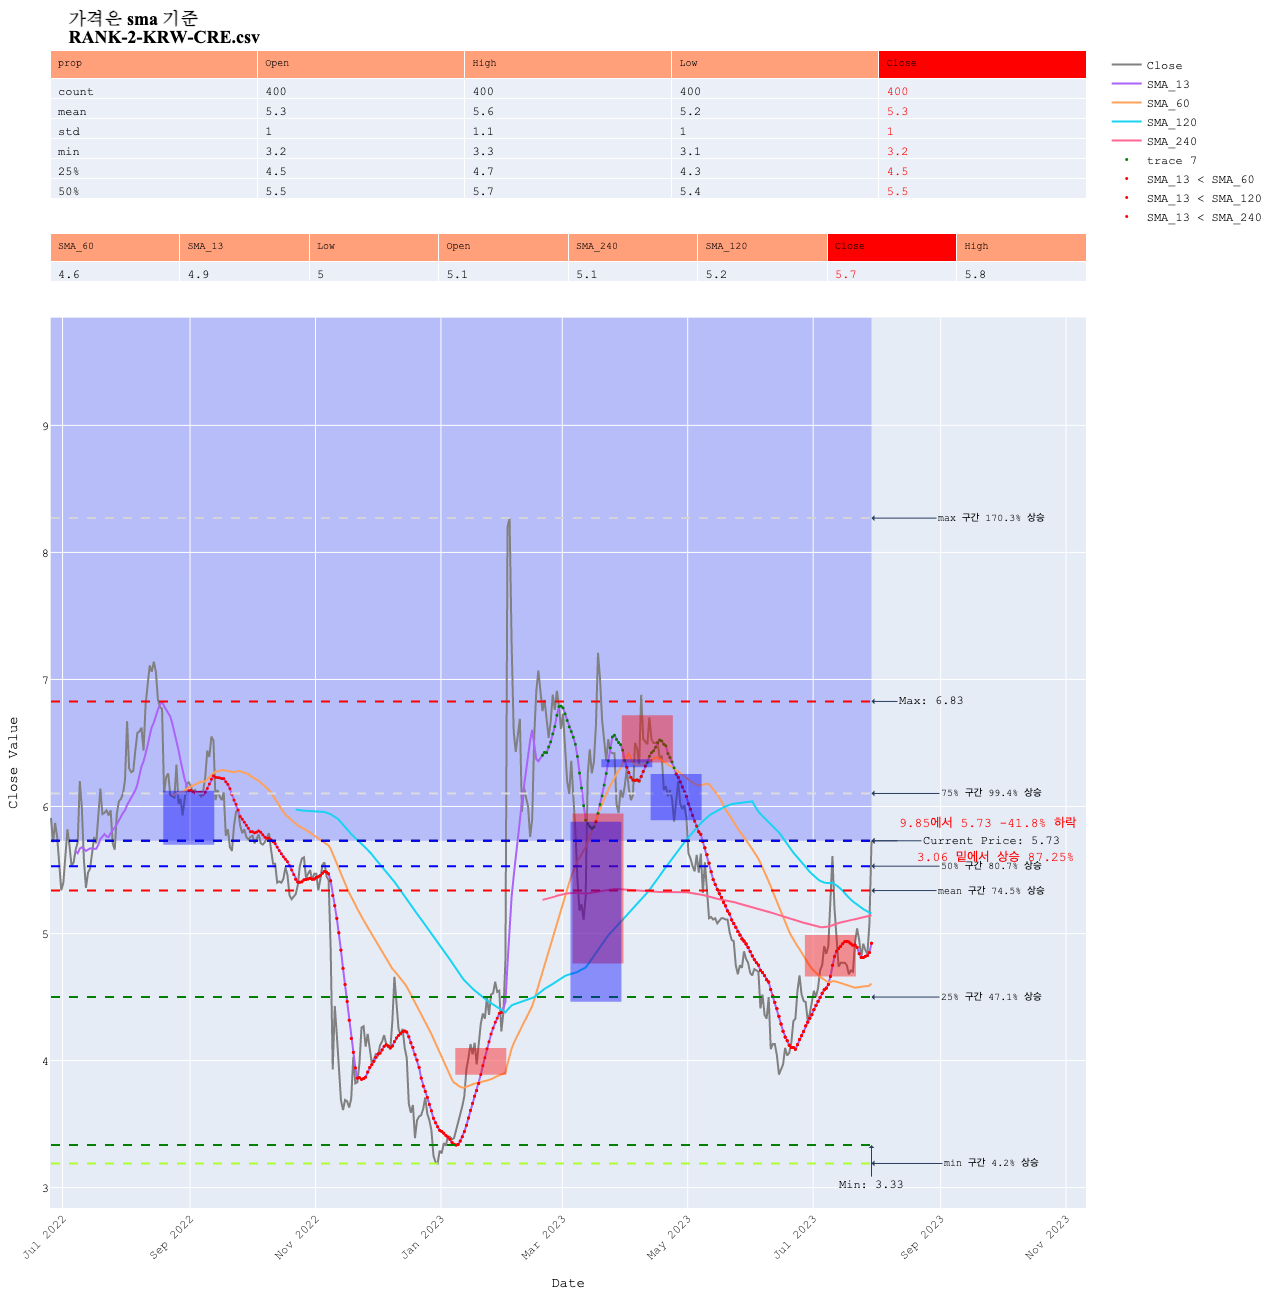 가격은 sma 기준
RANK-2-KRW-CRE.csv
prop Open High Low Close
count 400 400 400 400
mean 5.3 5.6 5.2 5.3
std 1 1.1 1 1
min 3.2 3.3 3.1 3.2
25% 4.5 4.7 4.3 4.5
50% 5.5 5.7 5.4 5.5
Close
SMA_13
SMA_60
SMA_120
SMA_240
trace 7
SMA_13 < SMA_60
SMA_13 < SMA_120
SMA_13 < SMA_240
SMA_60 SMA_13 Low Open SMA_240 SMA_120 Close High
4.6 4.9 5 5.1 5.1 5.2 5.7 5.8
Close Value
9
8
7
6
5
4
3
max 구간 170.3% 상승
Max: 6.83
75% 구간 99.4% 상승
9.85에서 5.73 -41.8% 하락
Current Price: 5.73
3.06 밑에서 상승 87.25%
50% 구간 80.7% 상승
mean 구간 74.5% 상승
25% 구간 47.1% 상승
min 구간 4.2% 상승
Min: 3.33
Jul 2022 Sep 2022 Nov 2022 Jan 2023 Mar 2023 May 2023 Jul 2023 Sep 2023 Nov 2023
Date